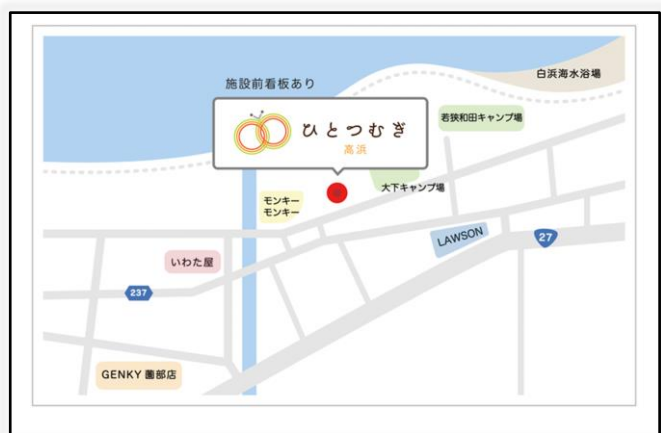 白浜海水浴場
施設前看板あり
ひとつむぎ
高浜
若狭和田キャンプ場
大下キャンプ場
モンキー
モンキー
LAWSON
27
いわた屋
237
GENKY 薗部店